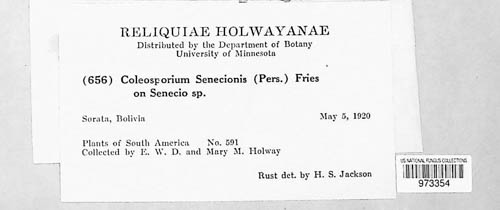 RELIQUIAE HOLWAYANAE
Distributed by the Department of Botany
University of Minnesota
(656) Coleosporium Senecionis (Pers.) Fries
on Senecio sp.
Sorata, Bolivia May 5, 1920
Plants of South America No. 591
Collected by E. W. D. and Mary M. Holway
Rust det. by H. S. Jackson
US NATIONAL FUNGUS COLLECTIONS
973354